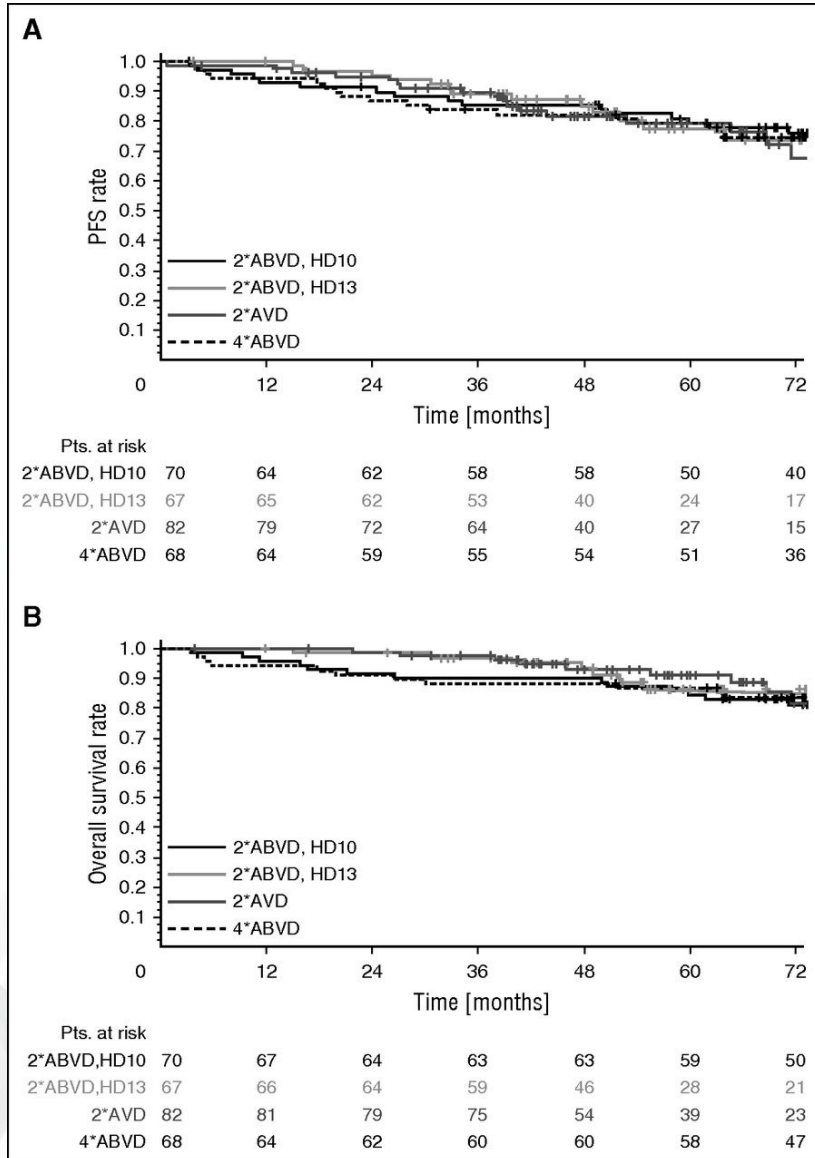 A
1.0
0.9
0.8
0.7
0.6
0.5
0.4
0.3
0.2
0.1
PFS rate
2*ABVD, HD10
2*ABVD, HD13
2*AVD
4*ABVD
0 12 24 36 48 60 72
Time [months]
Pts. at risk
2*ABVD, HD10 70 64 62 58 58 50 40
2*ABVD, HD13 67 65 62 53 40 24 17
2*AVD 82 79 72 64 40 27 15
4*ABVD 68 64 59 55 54 51 36
B
1.0
0.9
0.8
0.7
0.6
0.5
0.4
0.3
0.2
0.1
Overall survival rate
2*ABVD, HD10
2*ABVD, HD13
2*AVD
4*ABVD
0 12 24 36 48 60 72
Time [months]
Pts. at risk
2*ABVD,HD10 70 67 64 63 63 59 50
2*ABVD,HD13 67 66 64 59 46 28 21
2*AVD 82 81 79 75 54 39 23
4*ABVD 68 64 62 60 60 58 47